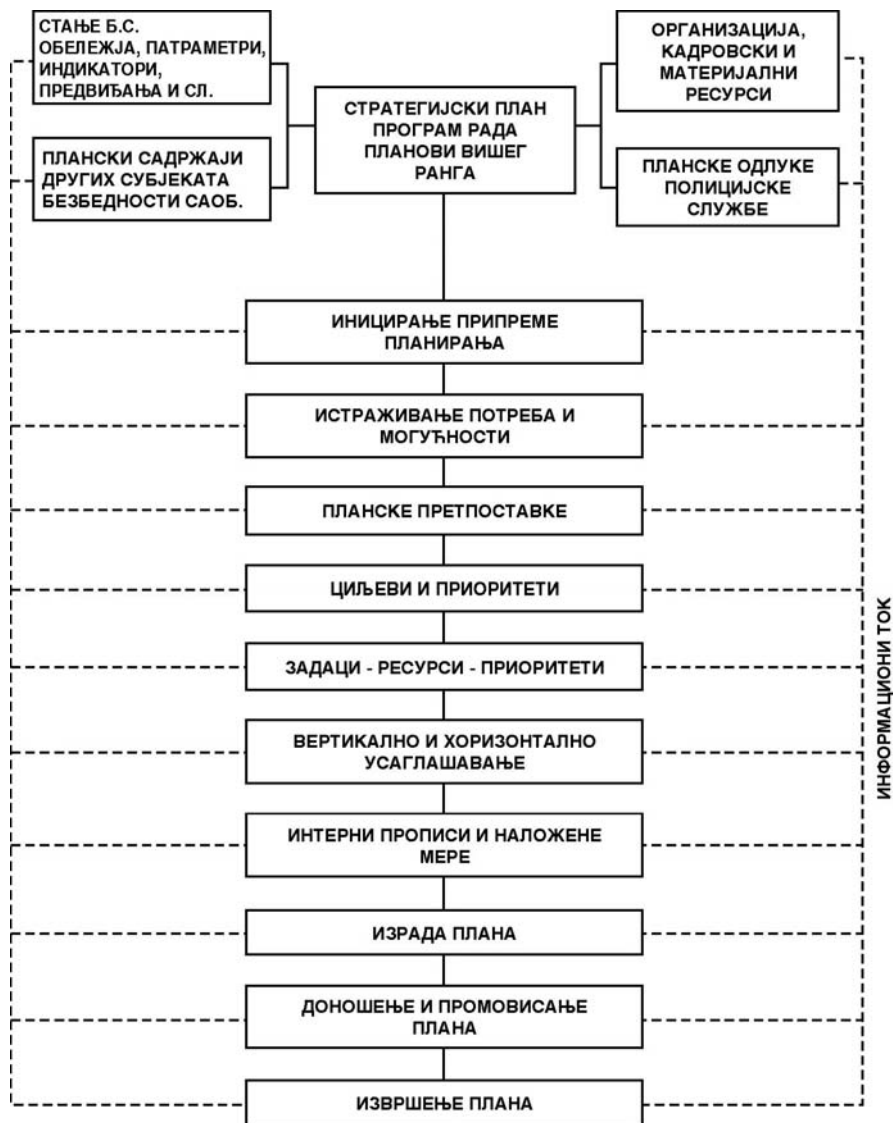 СТАЊЕ Б.С.
ОБЕЛЕЖЈА, ПАТРАМЕТРИ,
ИНДИКАТОРИ,
ПРЕДВИЂАЊА И СЛ.
ПЛАНСКИ САДРЖАЈИ
ДРУГИХ СУБЈЕКАТА
БЕЗБЕДНОСТИ САОБ.
СТРАТЕГИЈСКИ ПЛАН
ПРОГРАМ РАДА
ПЛАНОВИ ВИШЕГ
РАНГА
ОРГАНИЗАЦИЈА,
КАДРОВСКИ И
МАТЕРИЈАЛНИ
РЕСУРСИ
ПЛАНСКЕ ОДЛУКЕ
ПОЛИЦИЈСКЕ
СЛУЖБЕ
ИНИЦИРАЊЕ ПРИПРЕМЕ
ПЛАНИРАЊА
ИСТРАЖИВАЊЕ ПОТРЕБА И
МОГУЋНОСТИ
ПЛАНСКЕ ПРЕТПОСТАВКЕ
ЦИЉЕВИ И ПРИОРИТЕТИ
ЗАДАЦИ - РЕСУРСИ - ПРИОРИТЕТИ
ВЕРТИКАЛНО И ХОРИЗОНТАЛНО
УСАГЛАШАВАЊЕ
ИНТЕРНИ ПРОПИСИ И НАЛОЖЕНЕ
МЕРЕ
ИЗРАДА ПЛАНА
ДОНОШЕЊЕ И ПРОМОВИСАЊЕ
ПЛАНА
ИЗВРШЕЊЕ ПЛАНА
ИНФОРМАЦИОНИ ТОК